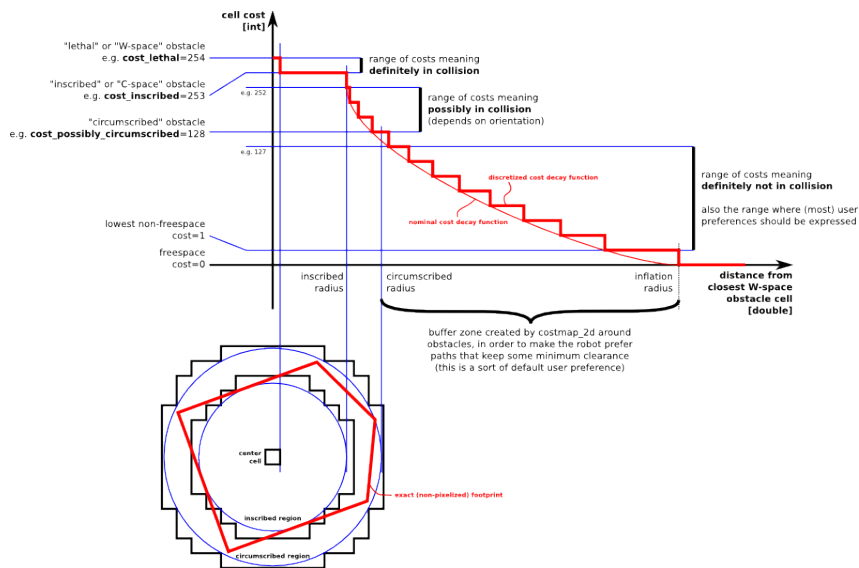 cell cost
[int]
"lethal" or "W-space" obstacle
e.g. cost_lethal=254
range of costs meaning
definitely in collision
"inscribed" or "C-space" obstacle
e.g. cost_inscribed=253
e.g. 252
range of costs meaning
possibly in collision
(depends on orientation)
"circumscribed" obstacle
e.g. cost_possibly_circumscribed=128
e.g. 127
range of costs meaning
definitely not in collision
also the range where (most) user
preferences should be expressed
discretized cost decay function
nominal cost decay function
lowest non-freespace
cost=1
freespace
cost=0
inscribed
radius
circumscribed
radius
inflation
radius
distance from
closest W-space
obstacle cell
[double]
buffer zone created by costmap_2d around
obstacles, in order to make the robot prefer
paths that keep some minimum clearance
(this is a sort of default user preference)
center
cell
exact (non-pixelized) footprint
inscribed region
circumscribed region